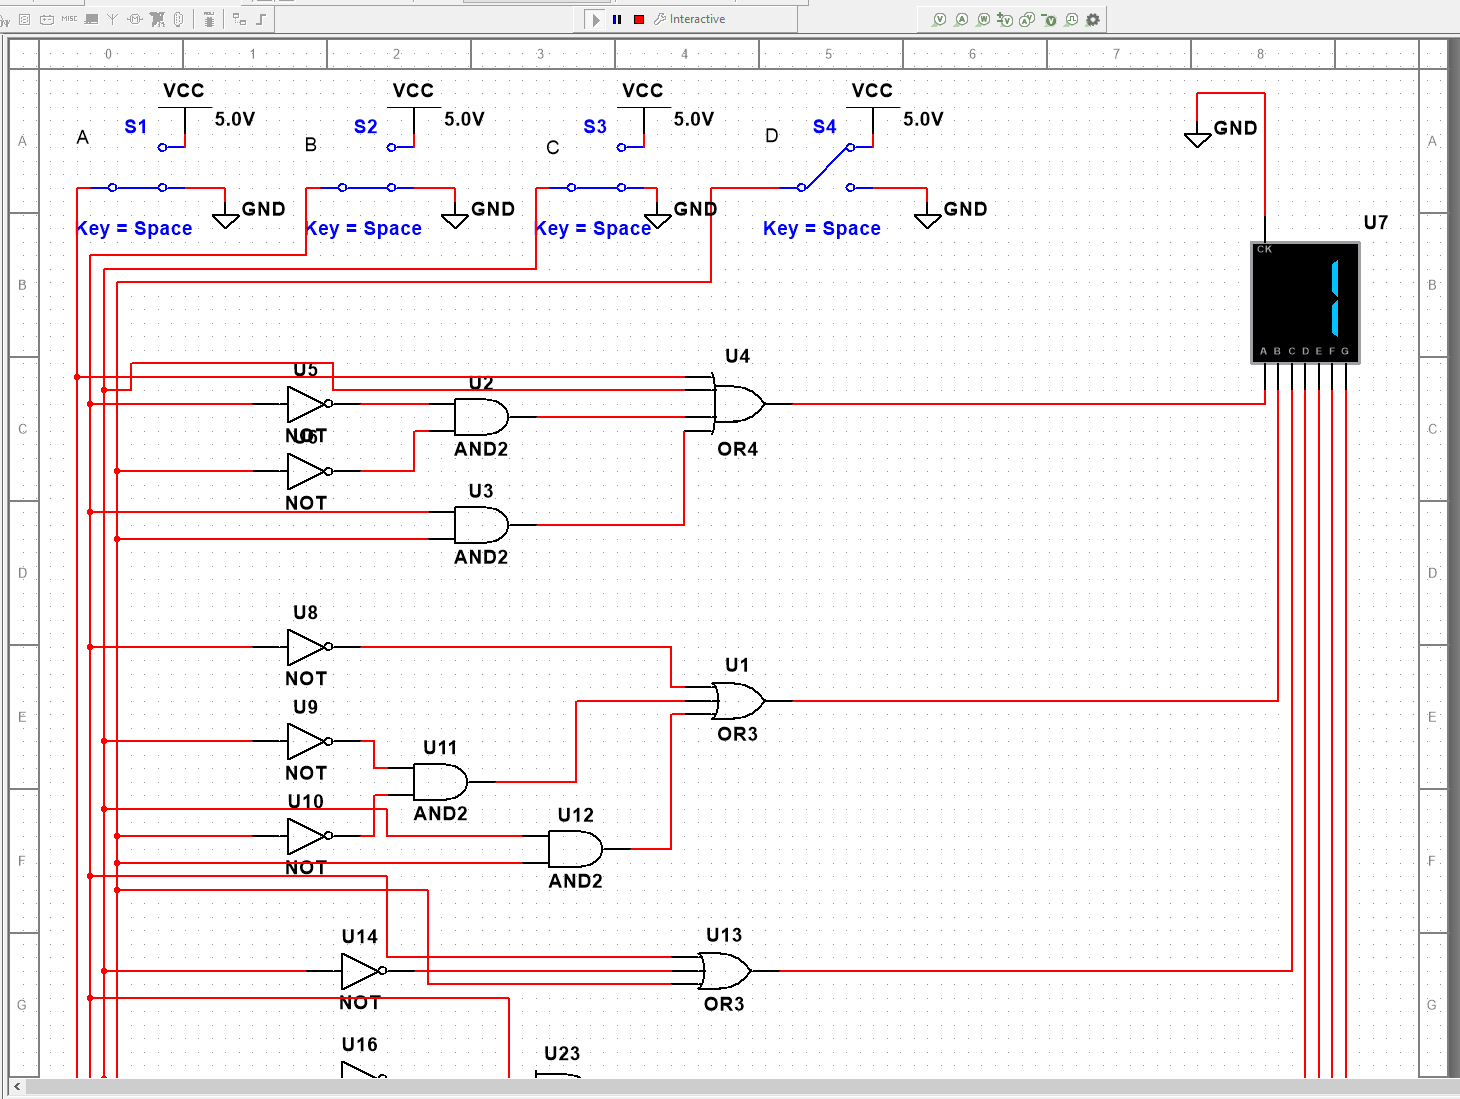 MISC
Interactive
V A W V A V
0 1 2 3 4 5 6 7 8
VCC VCC VCC VCC
5.0V 5.0V 5.0V 5.0V
A S1 B S2 C S3 D S4
GND
A A
GND GND GND GND
Key = Space Key = Space Key = Space Key = Space
U7
CK
B B
A B C D E F G
U4
U5
U2
NOT
U6
AND2
OR4
C C
U3
NOT
AND2
D D
U8
NOT
U1
OR3
U9
NOT
U11
AND2
E E
U10
NOT
U12
AND2
F F
U14
NOT
U13
OR3
G G
U16
U23